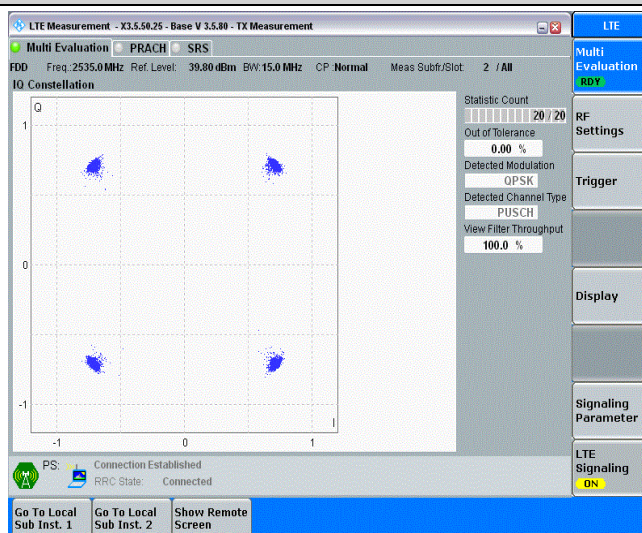 LTE Measurement - X3.5.50.25 - Base V 3.5.80 - TX Measurement
LTE
Multi Evaluation PRACH SRS
FDD Freq.:2535.0 MHz Ref. Level: 39.80 dBm BW:15.0 MHz CP :Normal Meas Subfr./Slot: 2 / All
IQ Constellation
Q
1
0
-1
I
-1 0 1
Statistic Count
20 / 20
Out of Tolerance
0.00 %
Detected Modulation
QPSK
Detected Channel Type
PUSCH
View Filter Throughput
100.0 %
Multi
Evaluation
RDY
RF
Settings
Trigger
Display
Signaling
Parameter
LTE
Signaling
ON
PS: Connection Established
RRC State: Connected
Go To Local
Sub Inst. 1
Go To Local
Sub Inst. 2
Show Remote
Screen